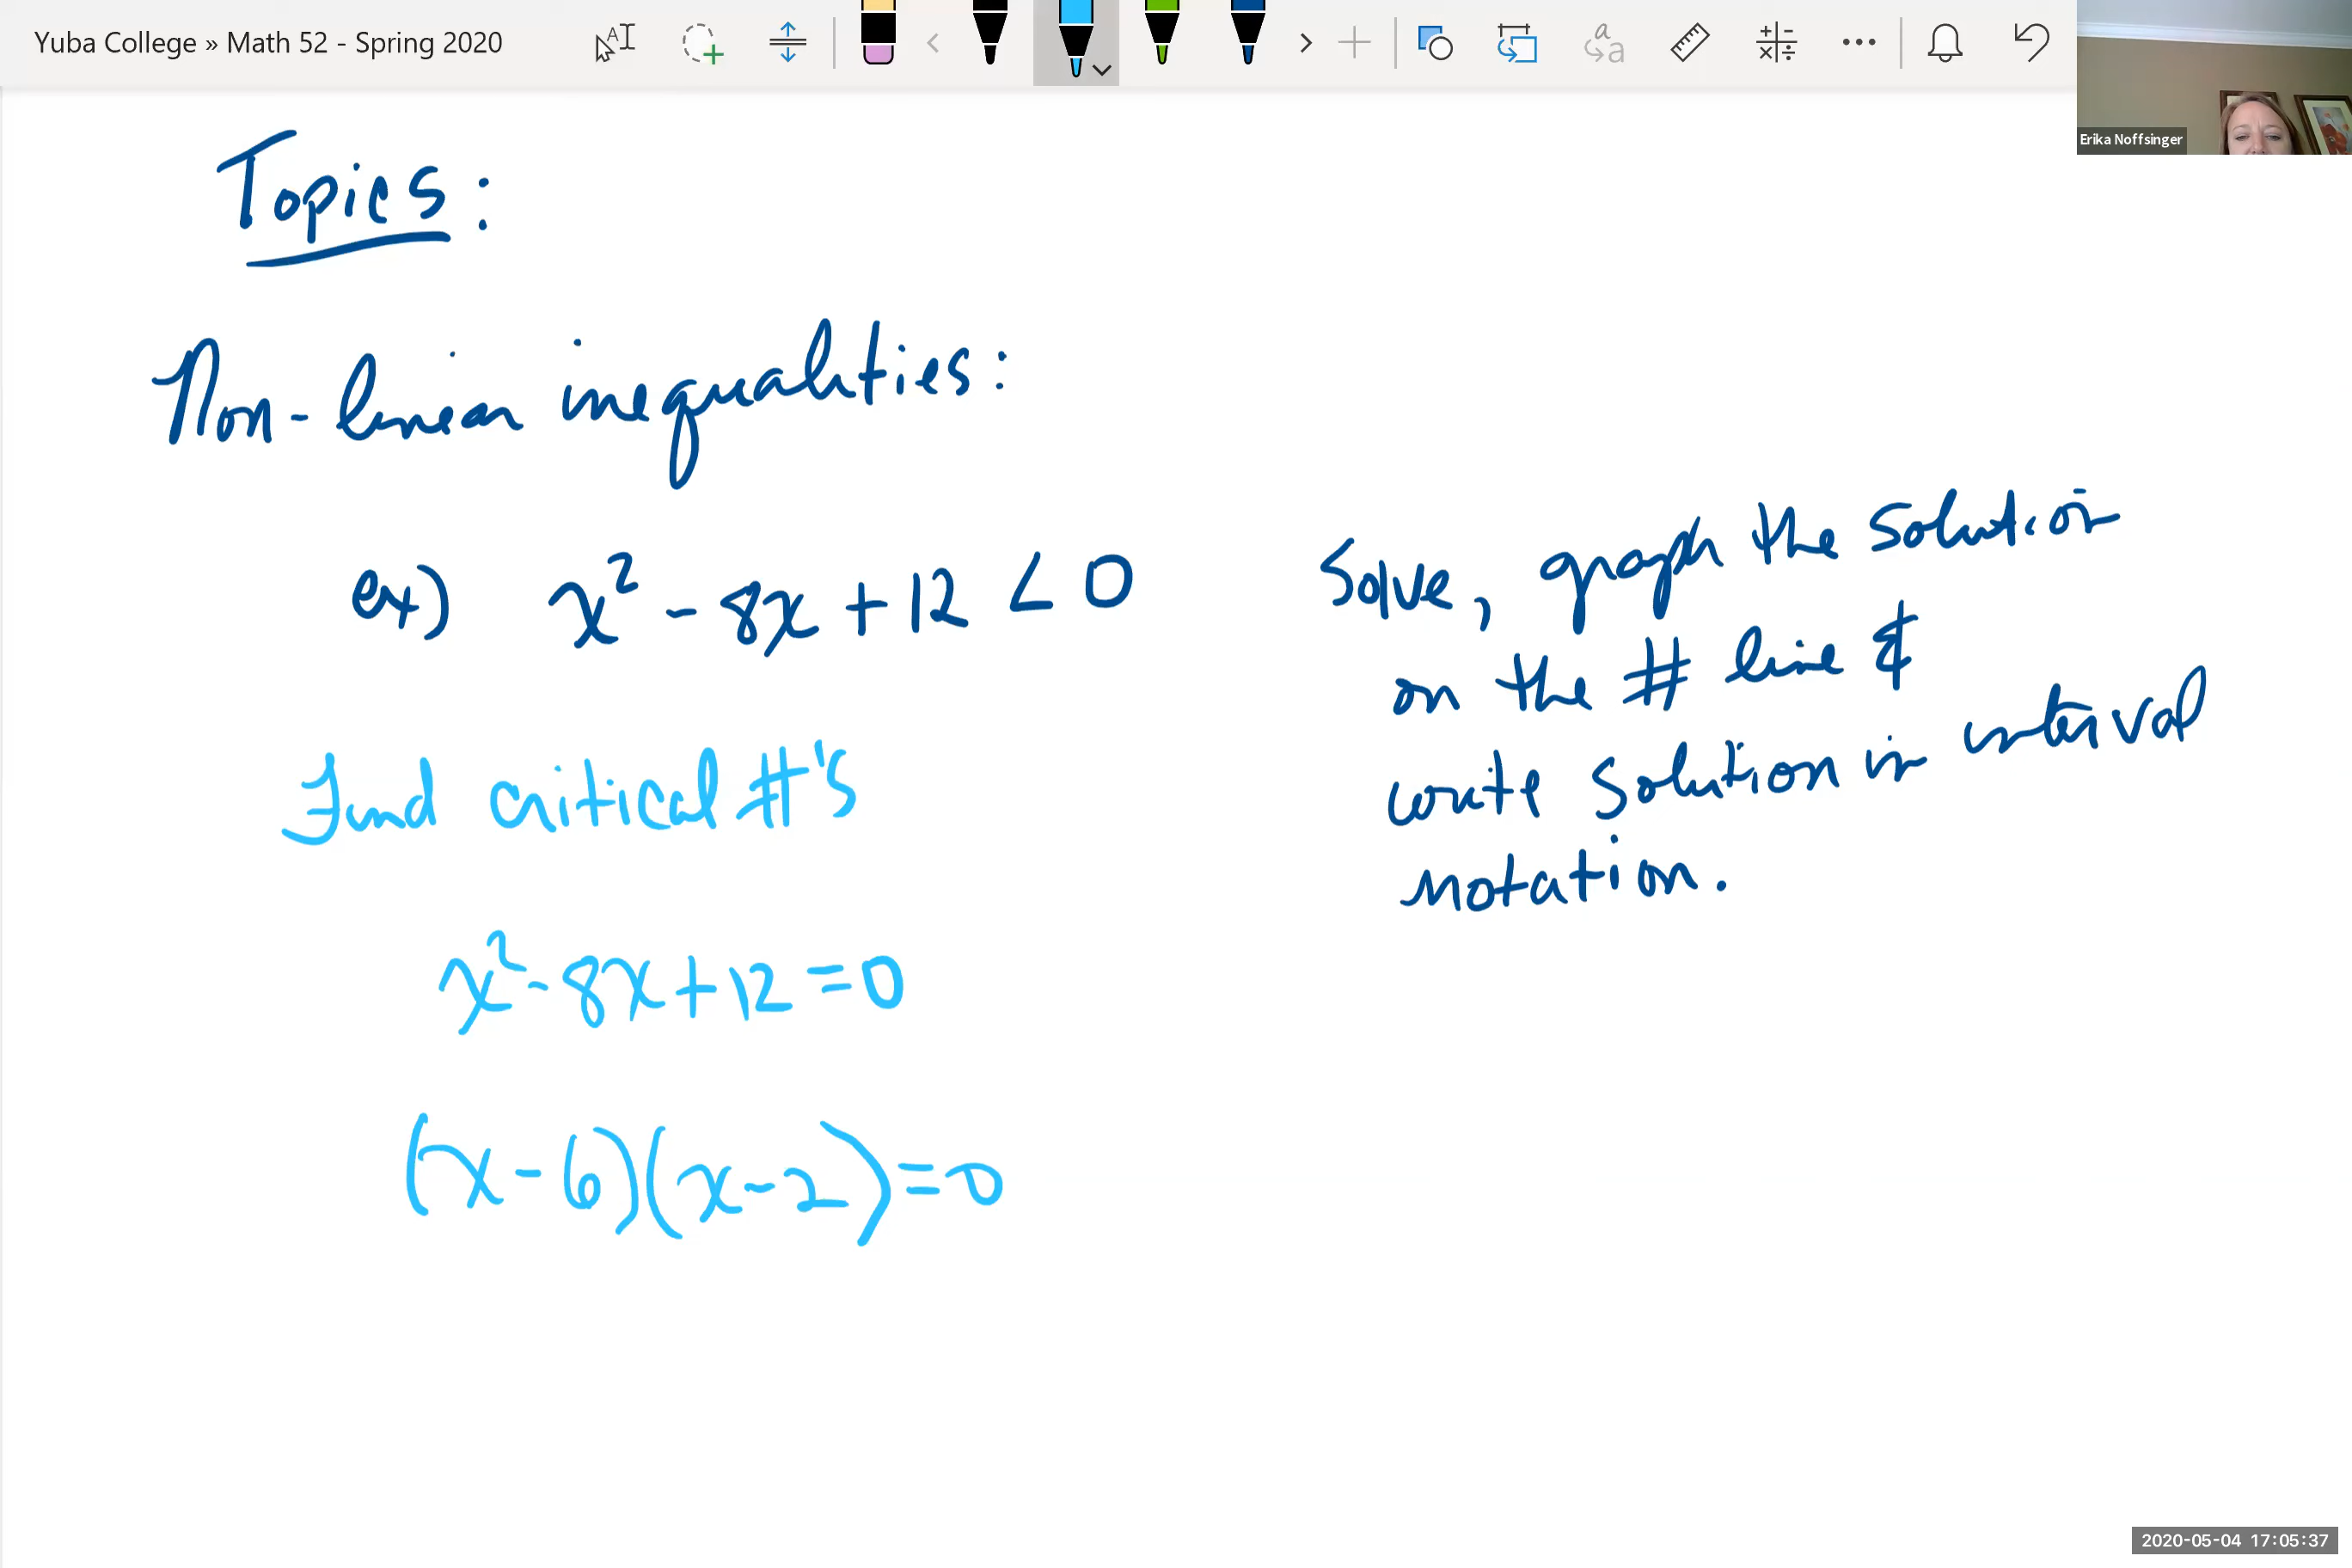 Yuba College » Math 52 - Spring 2020
Erika Noffsinger
Topics:
Non-linear inequalities:
ex) x² - 8x + 12 < 0
Solve, graph the solution
on the # line &
write solution in interval
notation.
Find critical #'s
x² - 8x + 12 = 0
(x - 6)(x - 2) = 0
2020-05-04 17:05:37